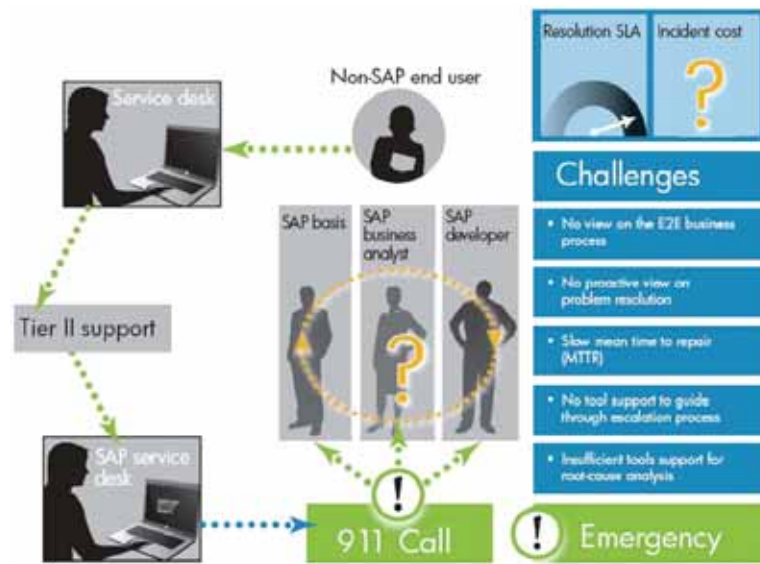 Resolution SLA
Incident cost
?
Service desk
Non-SAP end user
Challenges
SAP basis
SAP
business
analyst
SAP
developer
• No view on the E2E business
process
• No proactive view on
problem resolution
Tier II support
?
• Slow mean time to repair
(MTTR)
• No tool support to guide
through escalation process
SAP service
desk
• Insufficient tools support for
root-cause analysis
!
911 Call
! Emergency